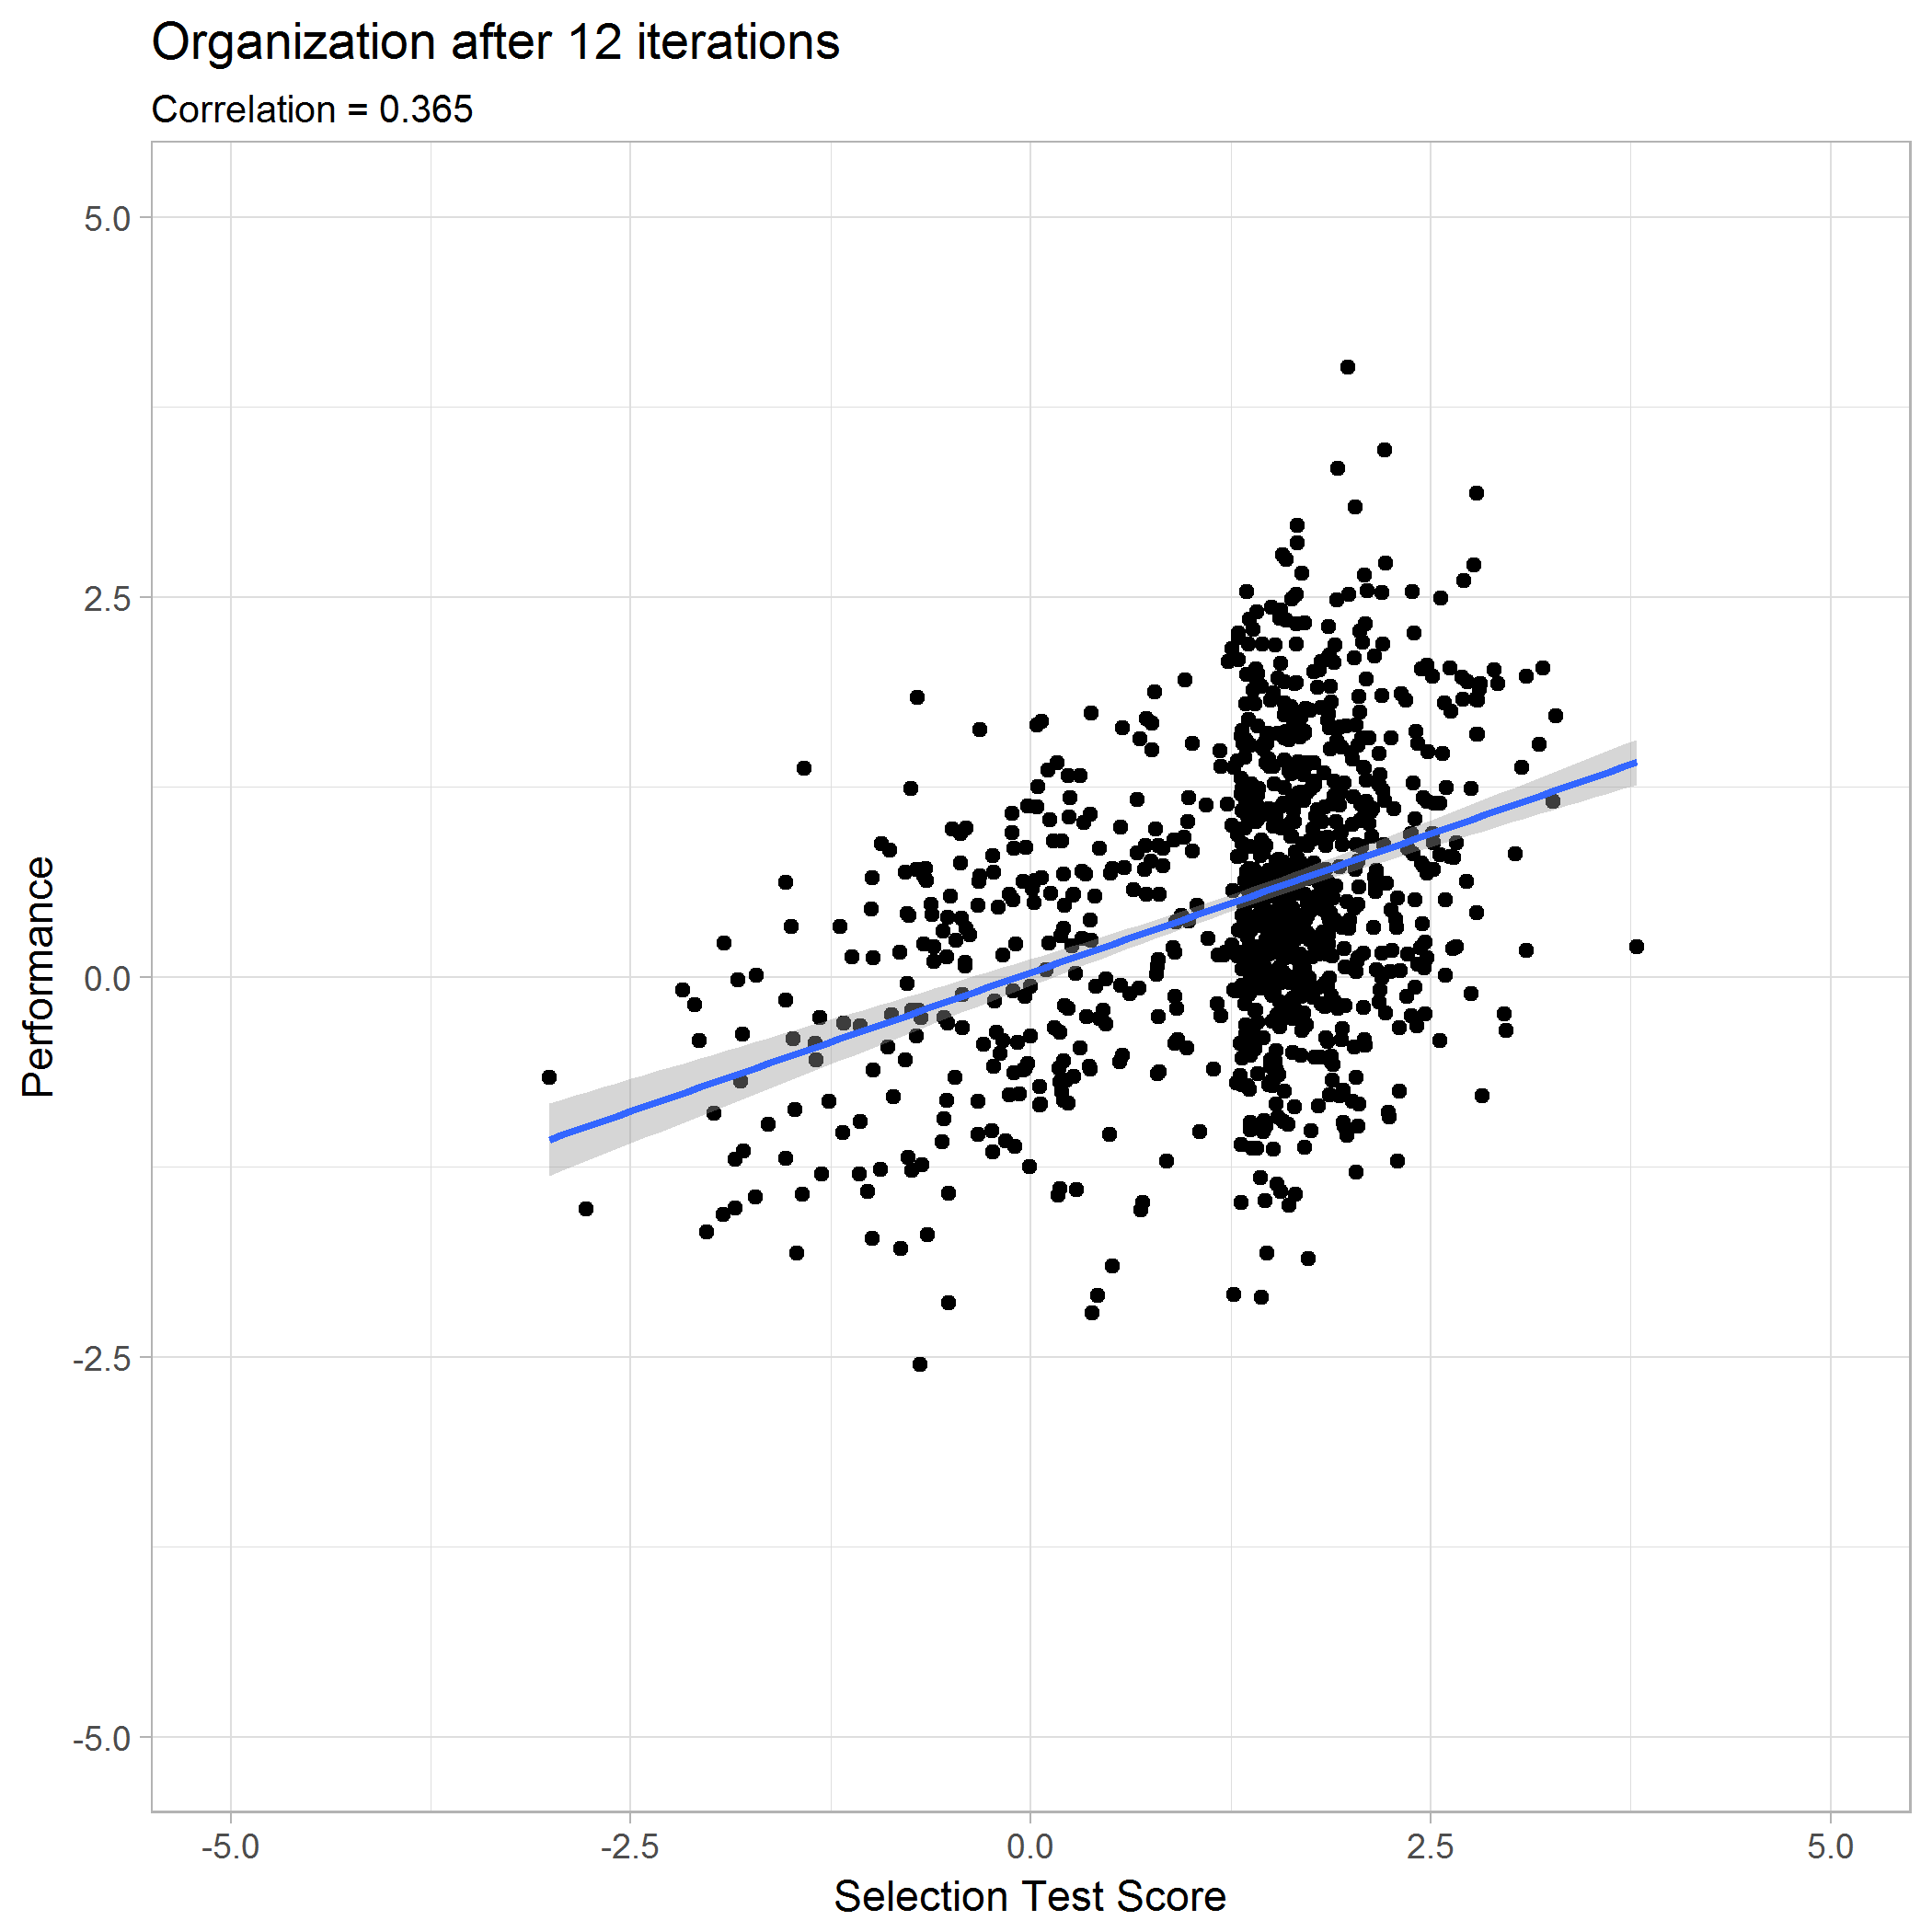 Organization after 12 iterations
Correlation = 0.365
5.0
2.5
0.0
-2.5
-5.0
Performance
-5.0
-2.5
0.0
2.5
5.0
Selection Test Score